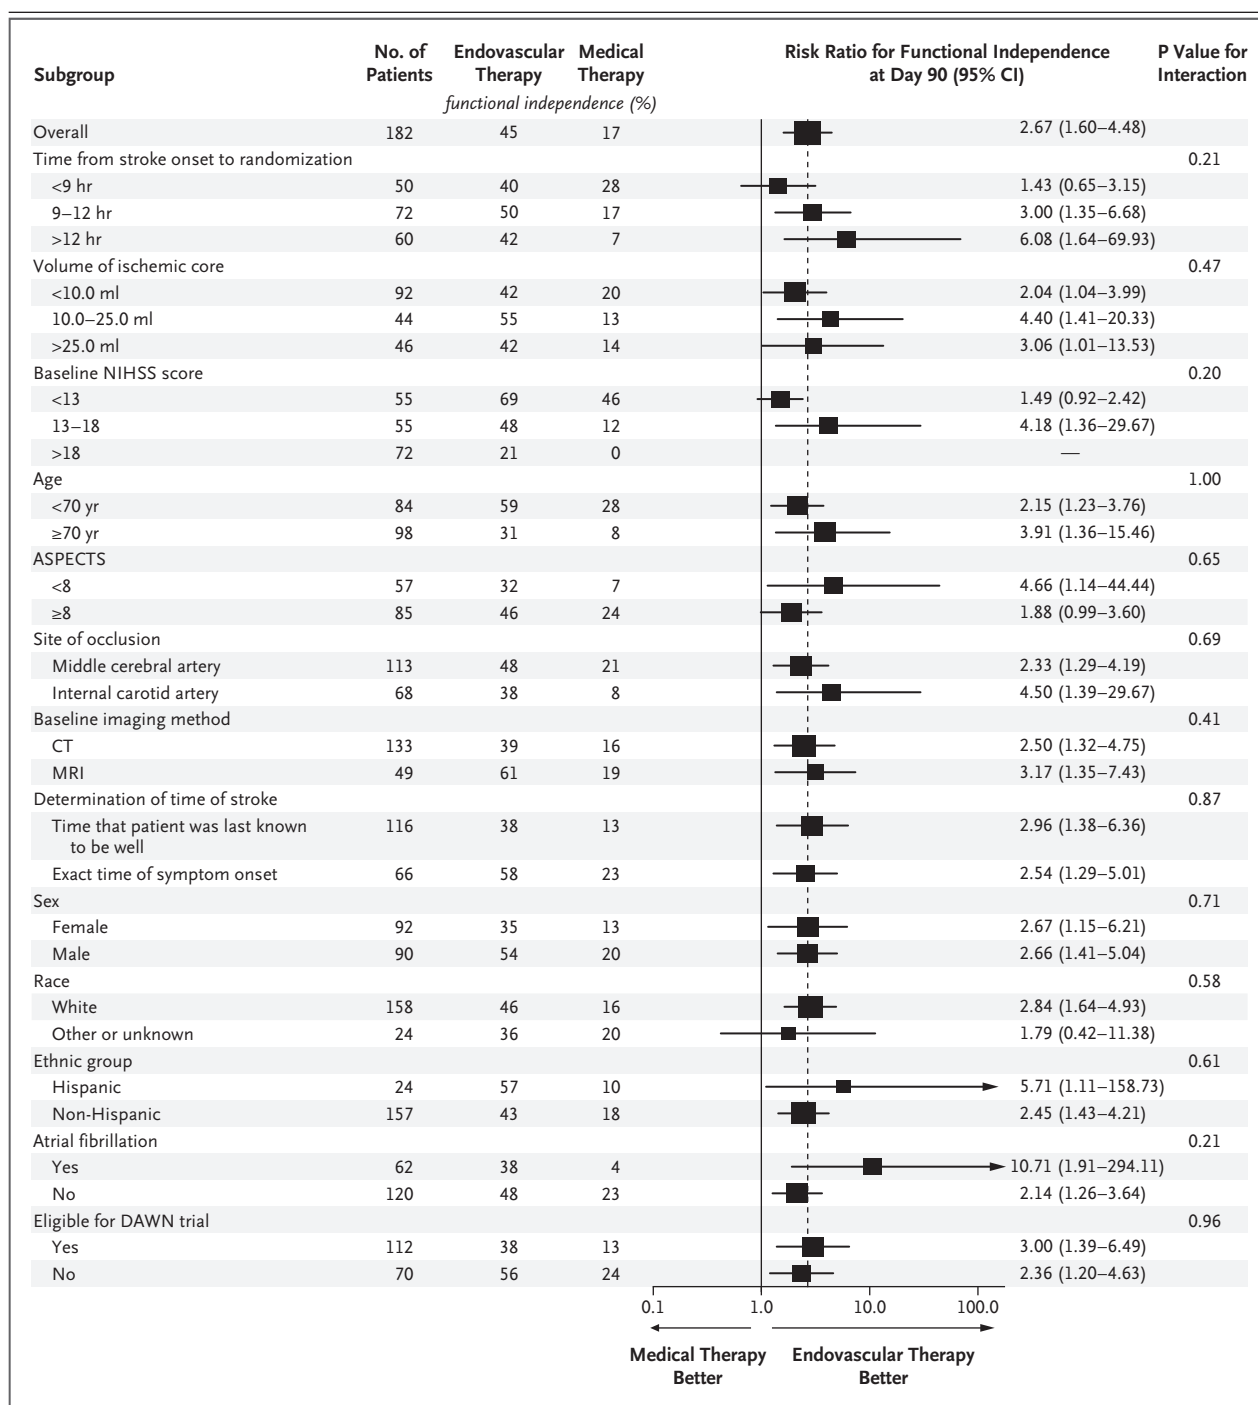 Subgroup No. of Patients Endovascular Therapy Medical Therapy Risk Ratio for Functional Independence at Day 90 (95% CI) P Value for Interaction
functional independence (%)
Overall 182 45 17 2.67 (1.60–4.48)
Time from stroke onset to randomization 0.21
<9 hr 50 40 28 1.43 (0.65–3.15)
9–12 hr 72 50 17 3.00 (1.35–6.68)
>12 hr 60 42 7 6.08 (1.64–69.93)
Volume of ischemic core 0.47
<10.0 ml 92 42 20 2.04 (1.04–3.99)
10.0–25.0 ml 44 55 13 4.40 (1.41–20.33)
>25.0 ml 46 42 14 3.06 (1.01–13.53)
Baseline NIHSS score 0.20
<13 55 69 46 1.49 (0.92–2.42)
13–18 55 48 12 4.18 (1.36–29.67)
>18 72 21 0 —
Age 1.00
<70 yr 84 59 28 2.15 (1.23–3.76)
≥70 yr 98 31 8 3.91 (1.36–15.46)
ASPECTS 0.65
<8 57 32 7 4.66 (1.14–44.44)
≥8 85 46 24 1.88 (0.99–3.60)
Site of occlusion 0.69
Middle cerebral artery 113 48 21 2.33 (1.29–4.19)
Internal carotid artery 68 38 8 4.50 (1.39–29.67)
Baseline imaging method 0.41
CT 133 39 16 2.50 (1.32–4.75)
MRI 49 61 19 3.17 (1.35–7.43)
Determination of time of stroke 0.87
Time that patient was last known 116 38 13 2.96 (1.38–6.36)
to be well
Exact time of symptom onset 66 58 23 2.54 (1.29–5.01)
Sex 0.71
Female 92 35 13 2.67 (1.15–6.21)
Male 90 54 20 2.66 (1.41–5.04)
Race 0.58
White 158 46 16 2.84 (1.64–4.93)
Other or unknown 24 36 20 1.79 (0.42–11.38)
Ethnic group 0.61
Hispanic 24 57 10 5.71 (1.11–158.73)
Non-Hispanic 157 43 18 2.45 (1.43–4.21)
Atrial fibrillation 0.21
Yes 62 38 4 10.71 (1.91–294.11)
No 120 48 23 2.14 (1.26–3.64)
Eligible for DAWN trial 0.96
Yes 112 38 13 3.00 (1.39–6.49)
No 70 56 24 2.36 (1.20–4.63)
0.1 1.0 10.0 100.0
Medical Therapy Better Endovascular Therapy Better